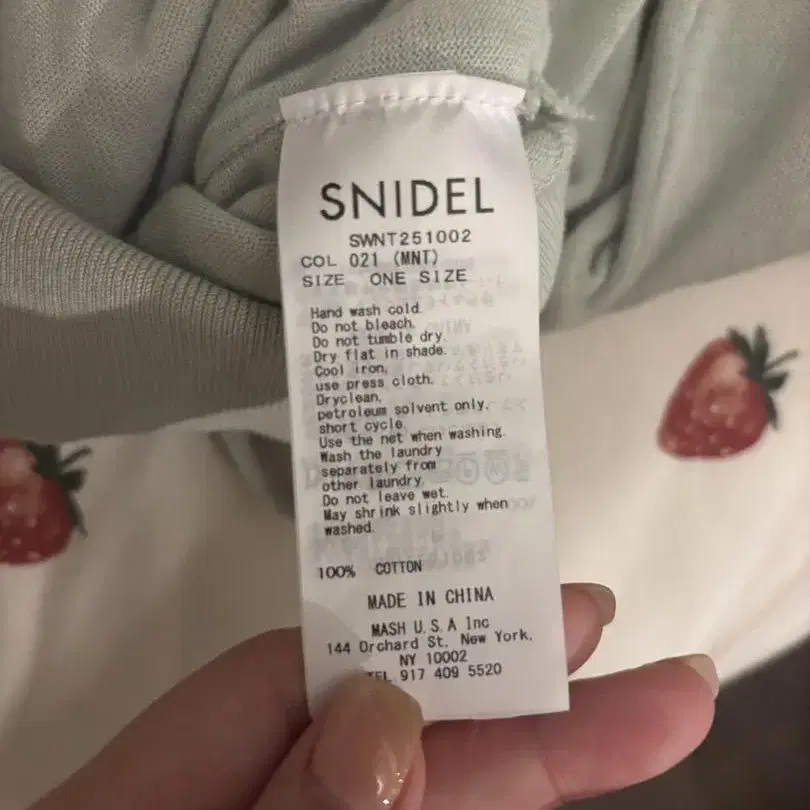 SNIDEL
SWNT251002
COL 021 (MNT)
SIZE ONE SIZE
Hand wash cold.
Do not bleach.
Do not tumble dry.
Dry flat in shade.
Cool iron,
use press cloth.
Dryclean,
petroleum solvent only,
short cycle.
Use the net when washing.
Wash the laundry
separately from
other laundry.
Do not leave wet.
May shrink slightly when
washed.
100% COTTON
MADE IN CHINA
MASH U.S.A Inc
144 Orchard St. New York,
NY 10002
TEL 917 409 5520